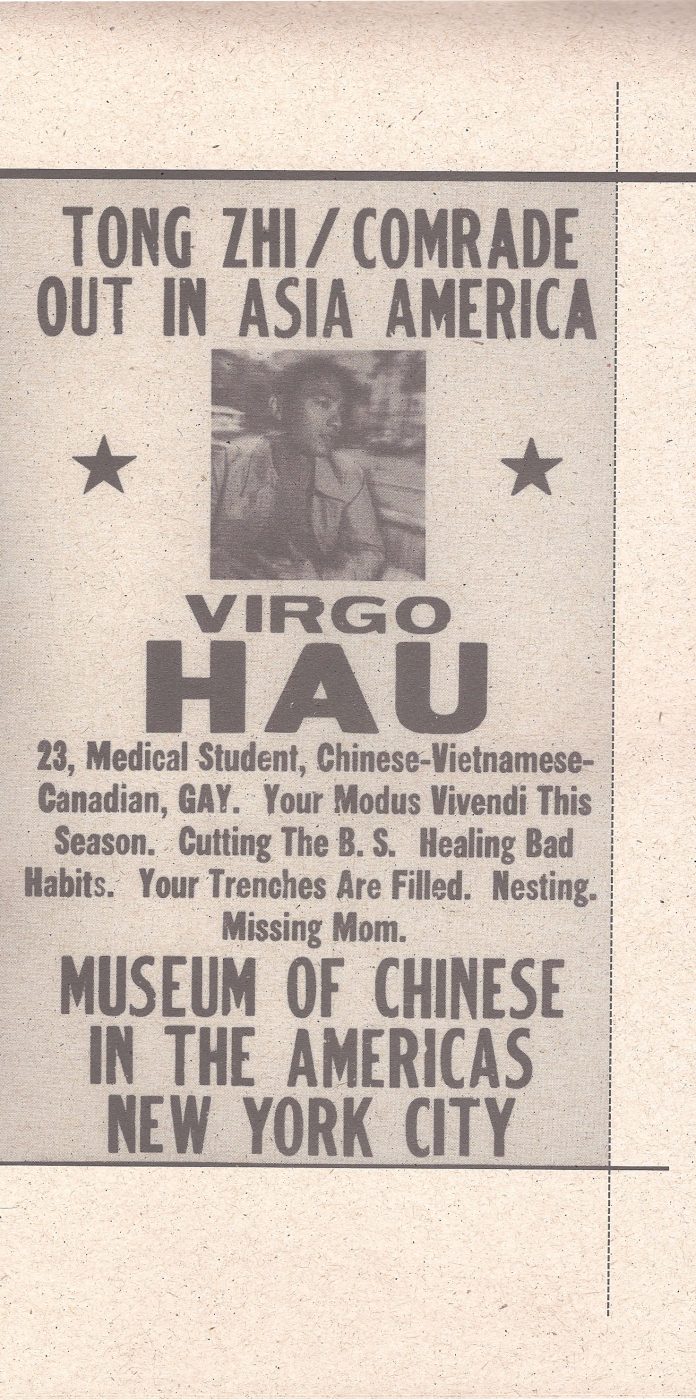 TONG ZHI/COMRADE
OUT IN ASIA AMERICA
VIRGO
HAU
23, Medical Student, Chinese-Vietnamese-
Canadian, GAY. Your Modus Vivendi This
Season. Cutting The B. S. Healing Bad
Habits. Your Trenches Are Filled. Nesting.
Missing Mom.
MUSEUM OF CHINESE
IN THE AMERICAS
NEW YORK CITY